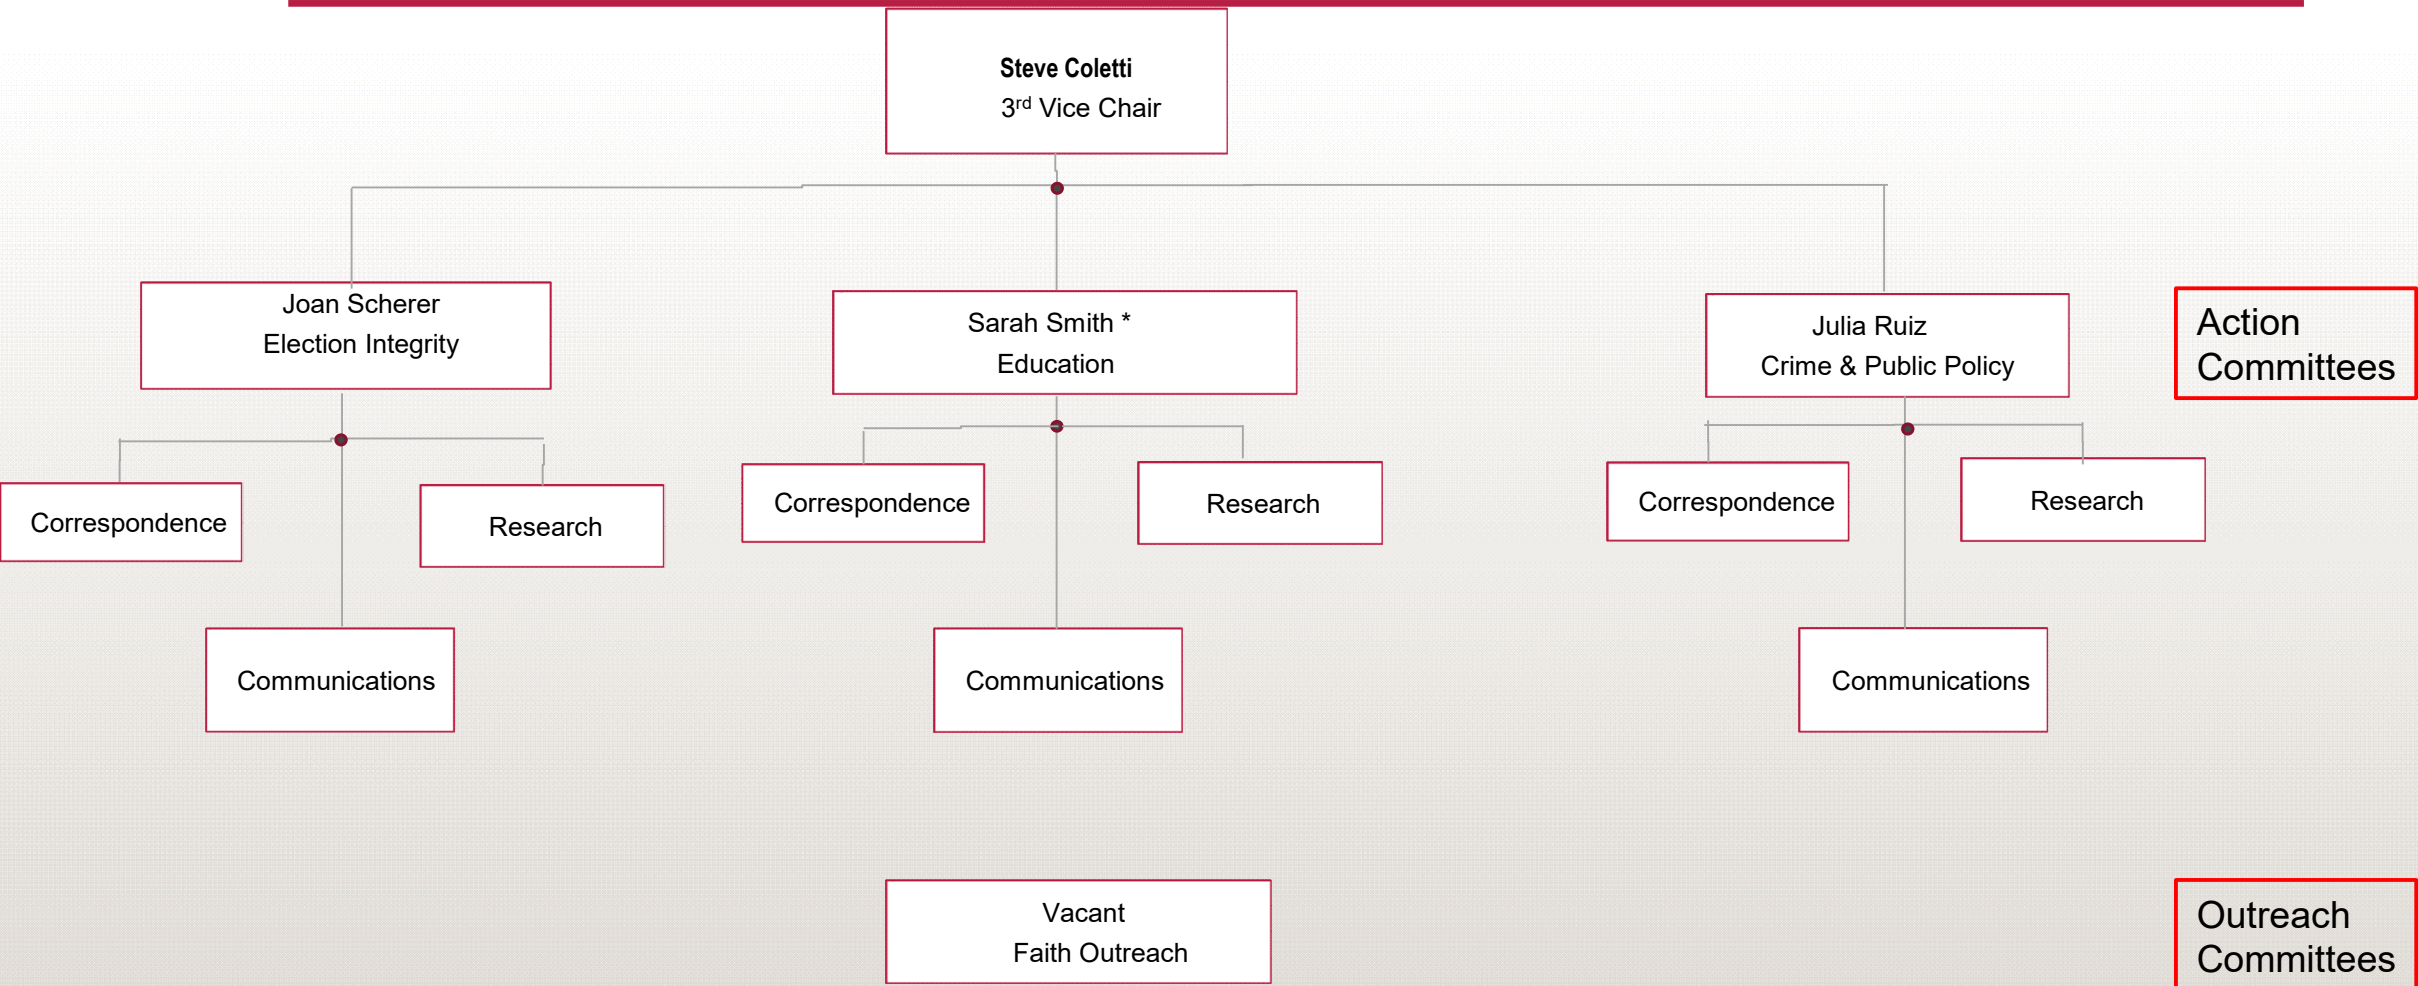 Steve Coletti
3rd Vice Chair
Joan Scherer
Election Integrity
Sarah Smith *
Education
Julia Ruiz
Crime & Public Policy
Action
Committees
Correspondence
Research
Correspondence
Research
Correspondence
Research
Communications
Communications
Communications
Vacant
Faith Outreach
Outreach
Committees